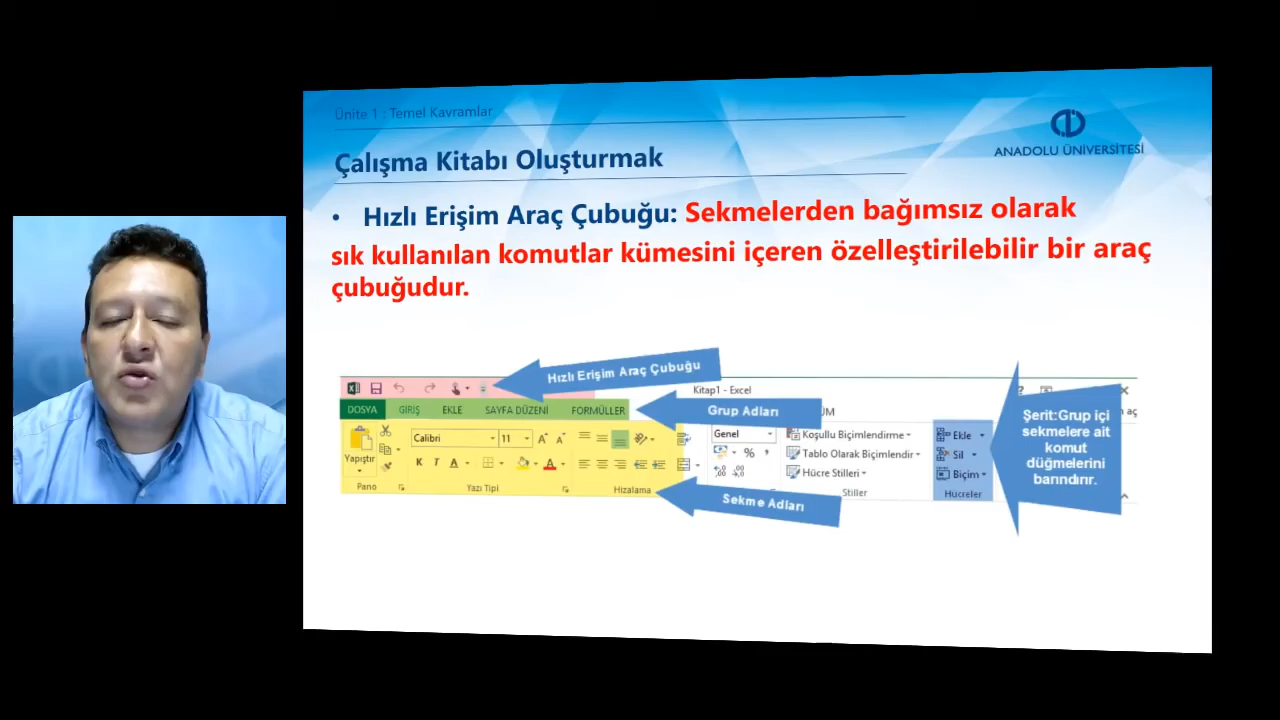 Ünite 1 : Temel Kavramlar
ANADOLU ÜNİVERSİTESİ
Çalışma Kitabı Oluşturmak
• Hızlı Erişim Araç Çubuğu: Sekmelerden bağımsız olarak
sık kullanılan komutlar kümesini içeren özelleştirilebilir bir araç
çubuğudur.
Hızlı Erişim Araç Çubuğu
Kitap1 - Excel
DOSYA GİRİŞ EKLE SAYFA DÜZENİ FORMÜLLER
Grup Adları
Şerit:Grup içi
sekmelere ait
komut
düğmelerini
barındırır.
Yapıştır
Calibri 11
K T A
Genel
%
Koşullu Biçimlendirme
Tablo Olarak Biçimlendir
Hücre Stilleri
Ekle
Sil
Biçim
Pano
Yazı Tipi
Hizalama
Stiller
Hücreler
Sekme Adları